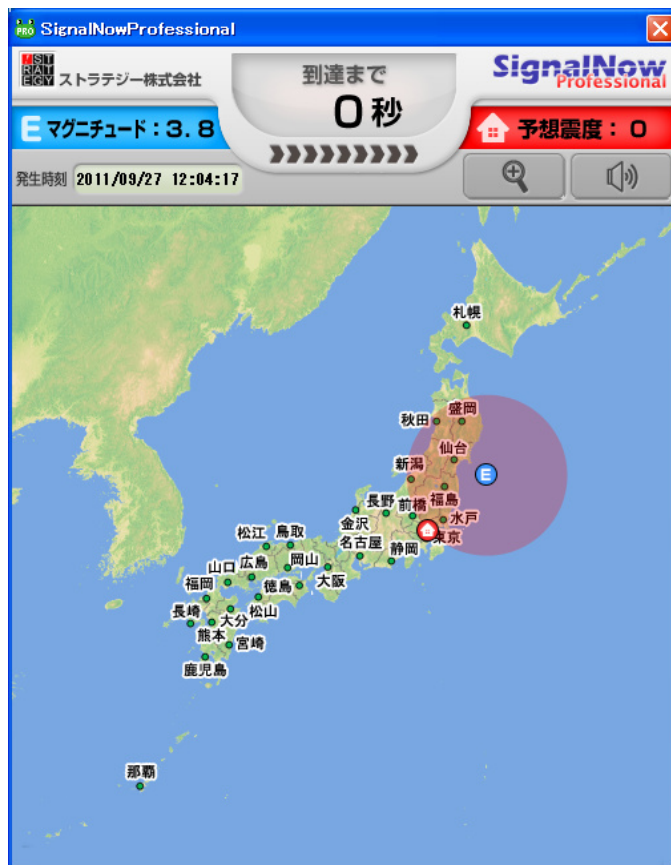 PRO SignalNowProfessional
MST
RAT
EGY ストラテジー株式会社
到達まで
0秒
SignalNow
Professional
E マグニチュード:3.8
予想震度: 0
発生時刻 2011/09/27 12:04:17
札幌
秋田
盛岡
仙台
新潟
E
福島
長野
前橋
水戸
金沢
東京
松江
鳥取
名古屋
静岡
山口
広島
岡山
大阪
福岡
徳島
長崎
大分
松山
熊本
宮崎
鹿児島
那覇